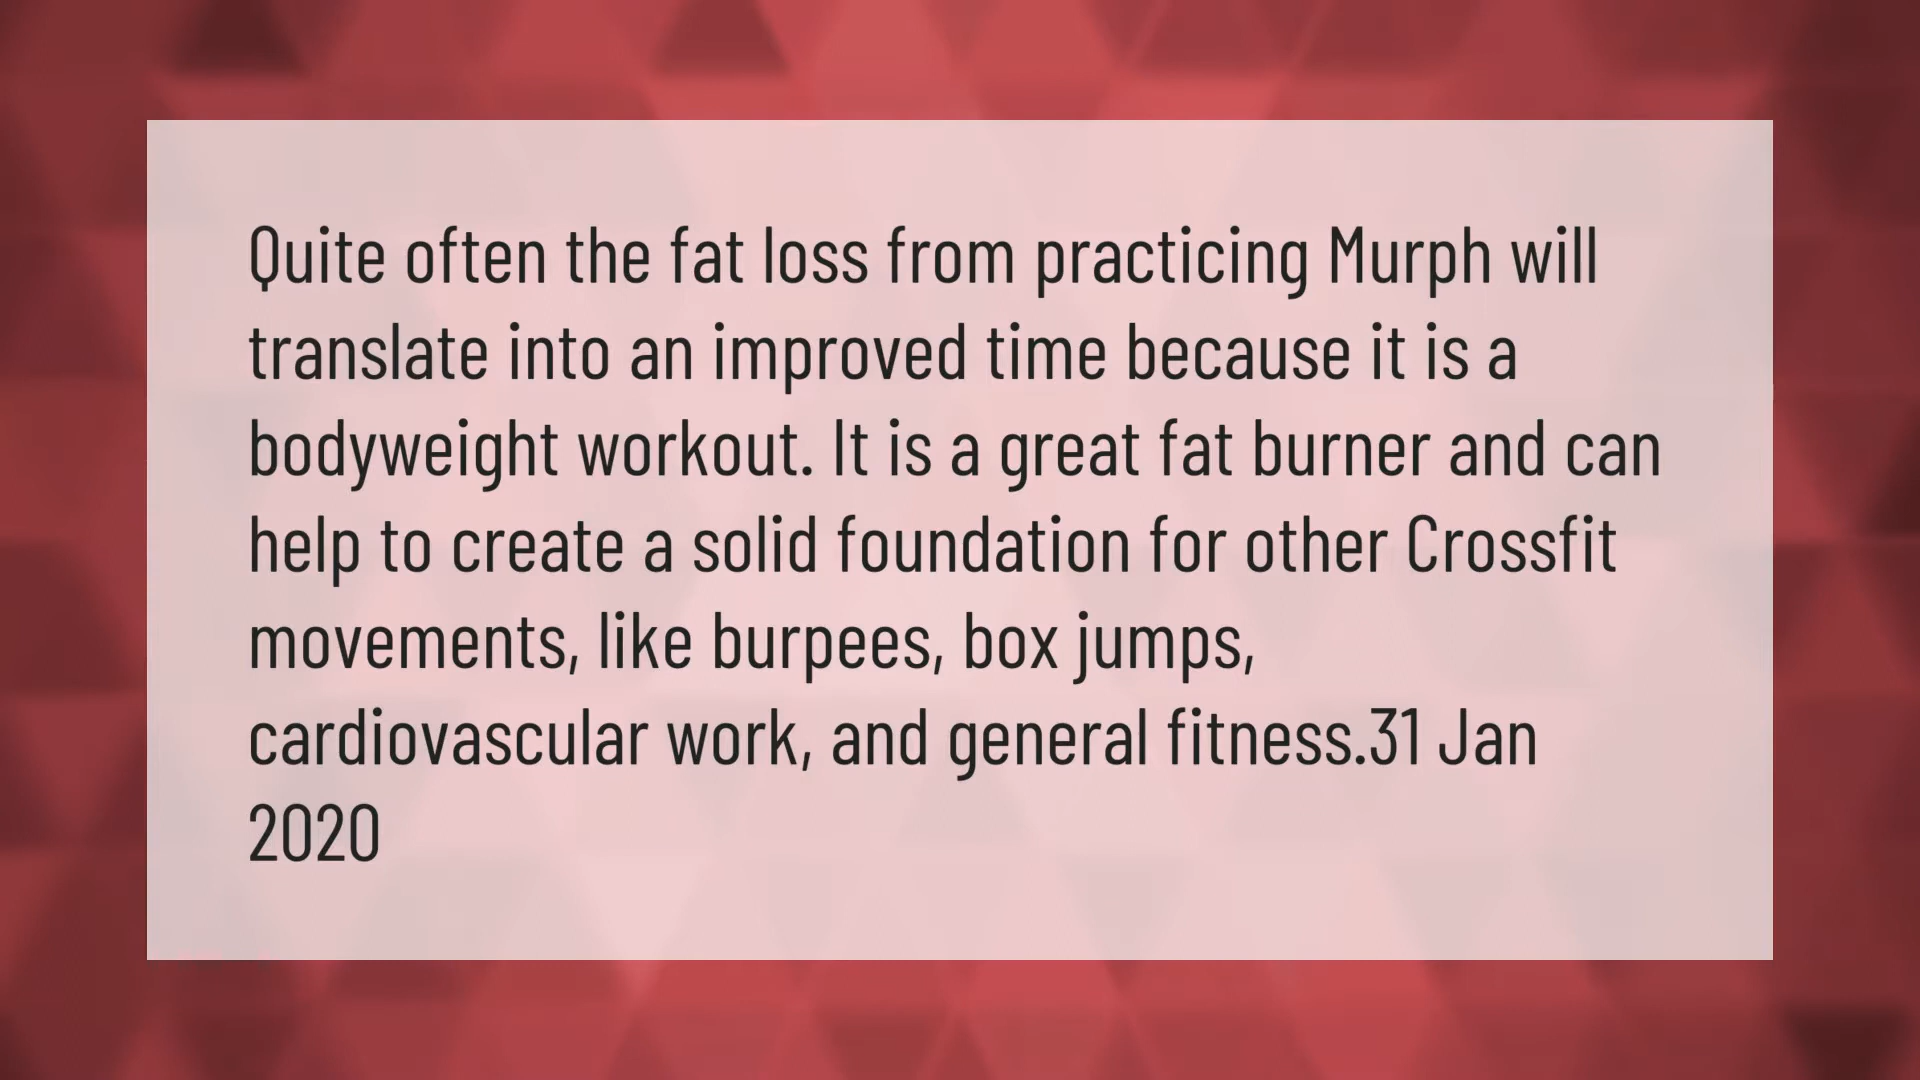 Quite often the fat loss from practicing Murph will
translate into an improved time because it is a
bodyweight workout. It is a great fat burner and can
help to create a solid foundation for other Crossfit
movements, like burpees, box jumps,
cardiovascular work, and general fitness.31 Jan
2020